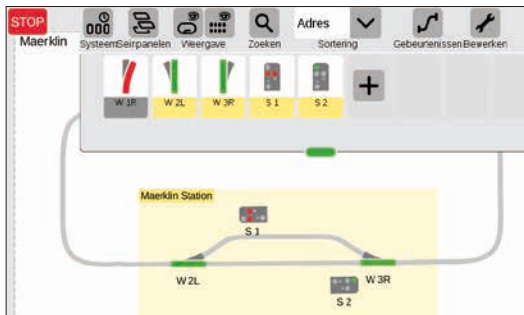 STOP
Maerklin
Systeem Seinpanelen Weergave Zoeken Adres Sortering Gebeurtenissen Bewerken
W 1R W 2L W 3R S 1 S 2
Maerklin Station
S 1
W 2L W 3R
S 2